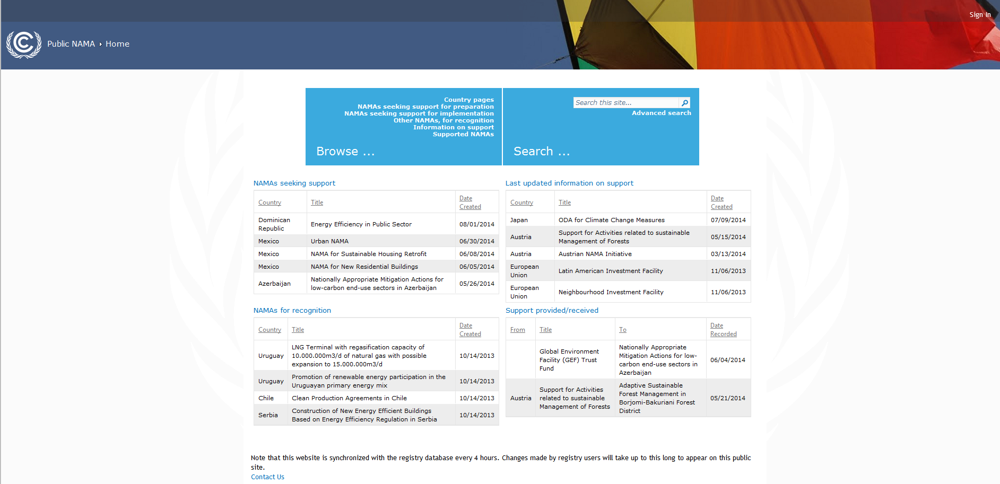 Sign In
Public NAMA Home
Country pages
NAMAs seeking support for preparation
NAMAs seeking support for implementation
Other NAMAs, for recognition
Information on support
Supported NAMAs
Browse ...
Search this site...
Advanced search
Search ...
NAMAs seeking support
Country Title Date
Created
Dominican
Republic
Energy Efficiency in Public Sector 08/01/2014
Mexico Urban NAMA 06/30/2014
Mexico NAMA for Sustainable Housing Retrofit 06/08/2014
Mexico NAMA for New Residential Buildings 06/05/2014
Azerbaijan
Nationally Appropriate Mitigation Actions for
low-carbon end-use sectors in Azerbaijan
05/26/2014
Last updated information on support
Country Title Date
Created
Japan ODA for Climate Change Measures 07/09/2014
Austria
Support for Activities related to sustainable
Management of Forests
05/15/2014
Austria Austrian NAMA Initiative 03/13/2014
European
Union
Latin American Investment Facility 11/06/2013
European
Union
Neighbourhood Investment Facility 11/06/2013
NAMAs for recognition
Country Title Date
Created
Uruguay
LNG Terminal with regasification capacity of
10.000.000m3/d of natural gas with possible
expansion to 15.000.000m3/d
10/14/2013
Uruguay
Promotion of renewable energy participation in the
Uruguayan primary energy mix
10/14/2013
Chile Clean Production Agreements in Chile 10/14/2013
Serbia
Construction of New Energy Efficient Buildings
Based on Energy Efficiency Regulation in Serbia
10/14/2013
Support provided/received
From Title To Date
Recorded
Global Environment
Facility (GEF) Trust
Fund
Nationally Appropriate
Mitigation Actions for low-
carbon end-use sectors in
Azerbaijan
06/04/2014
Austria
Support for Activities
related to sustainable
Management of Forests
Adaptive Sustainable
Forest Management in
Borjomi-Bakuriani Forest
District
05/21/2014
Note that this website is synchronized with the registry database every 4 hours. Changes made by registry users will take up to this long to appear on this public
site.
Contact Us